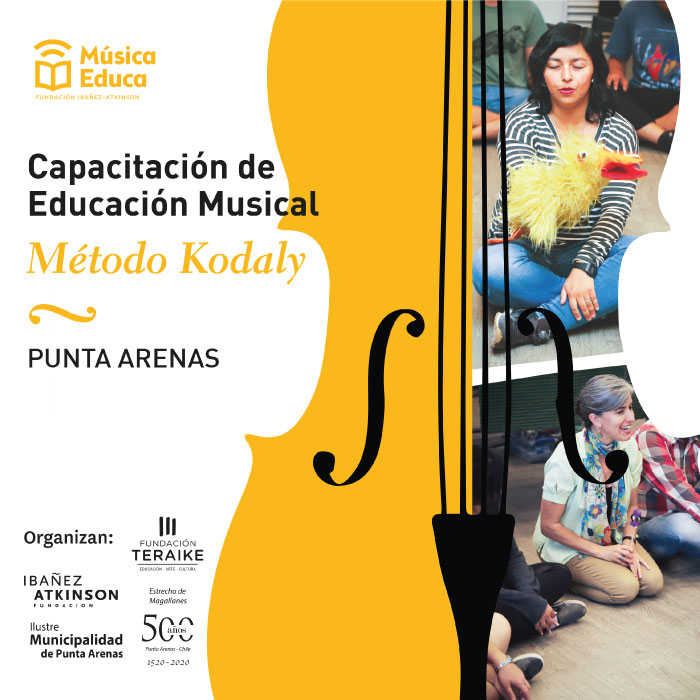 Música
Educa
FUNDACIÓN IBAÑEZ-ATKINSON
Capacitación de
Educación Musical
Método Kodaly
PUNTA ARENAS
Organizan:
FUNDACIÓN
TERAIKE
EDUCACIÓN · ARTE · CULTURA
IBAÑEZ
ATKINSON
FUNDACION
Estrecho de
Magallanes
500
años
Punta Arenas - Chile
1520 - 2020
Ilustre
Municipalidad
de Punta Arenas